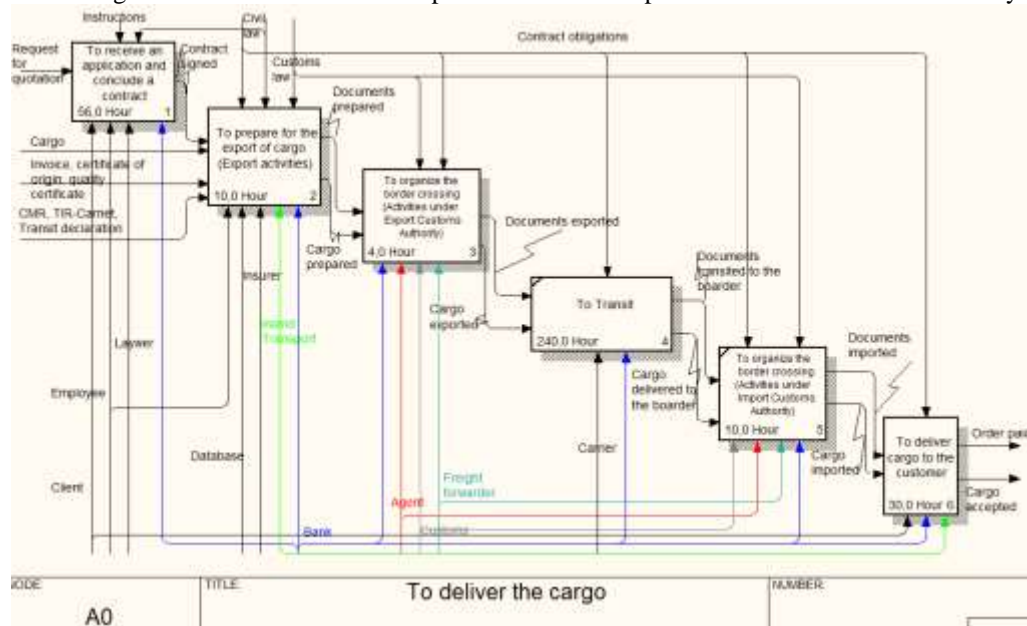 Instructions
Civil
law
Contract obligations
Request
for
quotation
To receive an
application and
conclude a
contract
56,0 Hour 1
Contract
signed
Customs
law
Documents
prepared
Cargo
To prepare for the
export of cargo
(Export activities)
10,0 Hour 2
Invoice, certificate of
origin, quality
certificate
CMR, TIR-Carnet,
Transit declaration
To organize the
border crossing
(Activities under
Export Customs
Authority)
4,0 Hour 3
Documents exported
Cargo
prepared
Insurer
Documents
transited to the
boarder
To Transit
240,0 Hour 4
Cargo
exported
Transport
Laywer
Documents
imported
To organize the
border crossing
(Activities under
Import Customs
Authority)
10,0 Hour 5
Cargo
delivered to
the boarder
Employee
To deliver
cargo to the
customer
30,0 Hour 6
Order paid
Database
Carrier
Cargo
imported
Client
Freight
forwarder
Cargo
accepted
Agent
Customs
Bank
TITLE:
To deliver the cargo
NUMBER:
A0